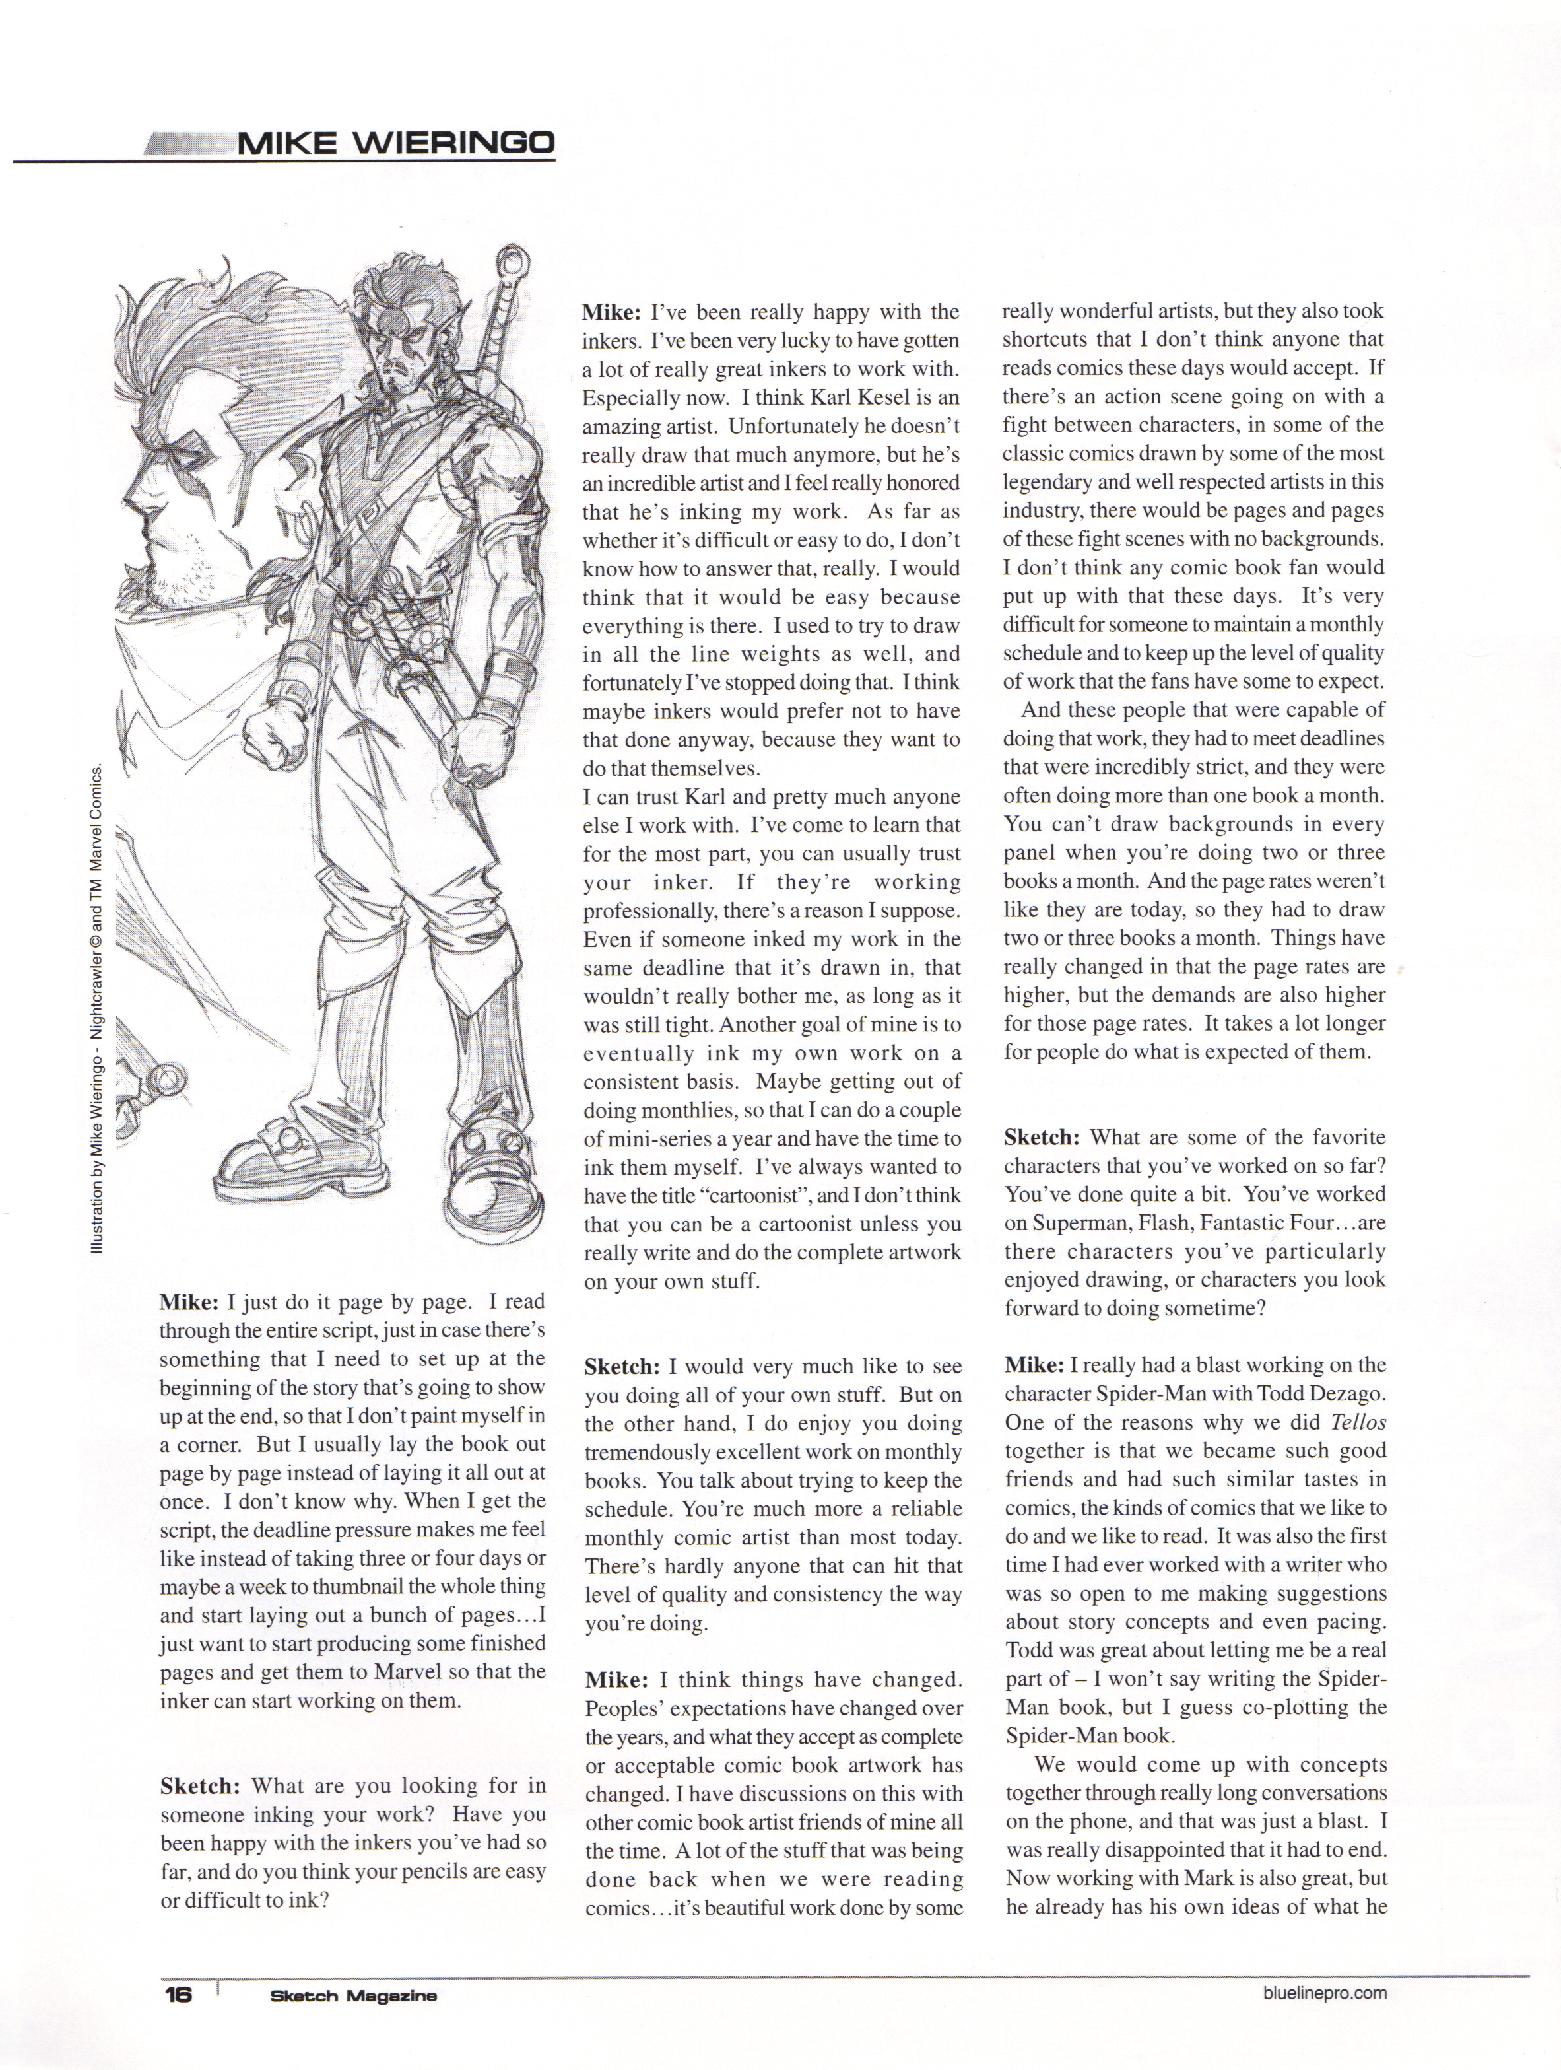 MIKE WIERINGO
Illustration by Mike Wieringo - Nightcrawler © and TM Marvel Comics.
Mike: I just do it page by page. I read
through the entire script, just in case there's
something that I need to set up at the
beginning of the story that's going to show
up at the end, so that I don't paint myself in
a corner. But I usually lay the book out
page by page instead of laying it all out at
once. I don't know why. When I get the
script, the deadline pressure makes me feel
like instead of taking three or four days or
maybe a week to thumbnail the whole thing
and start laying out a bunch of pages...I
just want to start producing some finished
pages and get them to Marvel so that the
inker can start working on them.
Sketch: What are you looking for in
someone inking your work? Have you
been happy with the inkers you've had so
far, and do you think your pencils are easy
or difficult to ink?
Mike: I've been really happy with the
inkers. I've been very lucky to have gotten
a lot of really great inkers to work with.
Especially now. I think Karl Kesel is an
amazing artist. Unfortunately he doesn't
really draw that much anymore, but he's
an incredible artist and I feel really honored
that he's inking my work. As far as
whether it's difficult or easy to do, I don't
know how to answer that, really. I would
think that it would be easy because
everything is there. I used to try to draw
in all the line weights as well, and
fortunately I've stopped doing that. I think
maybe inkers would prefer not to have
that done anyway, because they want to
do that themselves.
I can trust Karl and pretty much anyone
else I work with. I've come to learn that
for the most part, you can usually trust
your inker. If they're working
professionally, there's a reason I suppose.
Even if someone inked my work in the
same deadline that it's drawn in, that
wouldn't really bother me, as long as it
was still tight. Another goal of mine is to
eventually ink my own work on a
consistent basis. Maybe getting out of
doing monthlies, so that I can do a couple
of mini-series a year and have the time to
ink them myself. I've always wanted to
have the title “cartoonist”, and I don't think
that you can be a cartoonist unless you
really write and do the complete artwork
on your own stuff.
Sketch: I would very much like to see
you doing all of your own stuff. But on
the other hand, I do enjoy you doing
tremendously excellent work on monthly
books. You talk about trying to keep the
schedule. You're much more a reliable
monthly comic artist than most today.
There's hardly anyone that can hit that
level of quality and consistency the way
you're doing.
Mike: I think things have changed.
Peoples' expectations have changed over
the years, and what they accept as complete
or acceptable comic book artwork has
changed. I have discussions on this with
other comic book artist friends of mine all
the time. A lot of the stuff that was being
done back when we were reading
comics...it's beautiful work done by some
really wonderful artists, but they also took
shortcuts that I don't think anyone that
reads comics these days would accept. If
there's an action scene going on with a
fight between characters, in some of the
classic comics drawn by some of the most
legendary and well respected artists in this
industry, there would be pages and pages
of these fight scenes with no backgrounds.
I don't think any comic book fan would
put up with that these days. It's very
difficult for someone to maintain a monthly
schedule and to keep up the level of quality
of work that the fans have some to expect.
And these people that were capable of
doing that work, they had to meet deadlines
that were incredibly strict, and they were
often doing more than one book a month.
You can't draw backgrounds in every
panel when you're doing two or three
books a month. And the page rates weren't
like they are today, so they had to draw
two or three books a month. Things have
really changed in that the page rates are
higher, but the demands are also higher
for those page rates. It takes a lot longer
for people do what is expected of them.
Sketch: What are some of the favorite
characters that you've worked on so far?
You've done quite a bit. You've worked
on Superman, Flash, Fantastic Four...are
there characters you've particularly
enjoyed drawing, or characters you look
forward to doing sometime?
Mike: I really had a blast working on the
character Spider-Man with Todd Dezago.
One of the reasons why we did Tellos
together is that we became such good
friends and had such similar tastes in
comics, the kinds of comics that we like to
do and we like to read. It was also the first
time I had ever worked with a writer who
was so open to me making suggestions
about story concepts and even pacing.
Todd was great about letting me be a real
part of – I won't say writing the Spider-
Man book, but I guess co-plotting the
Spider-Man book.
We would come up with concepts
together through really long conversations
on the phone, and that was just a blast. I
was really disappointed that it had to end.
Now working with Mark is also great, but
he already has his own ideas of what he
16
Sketch Magazine
bluelinepro.com